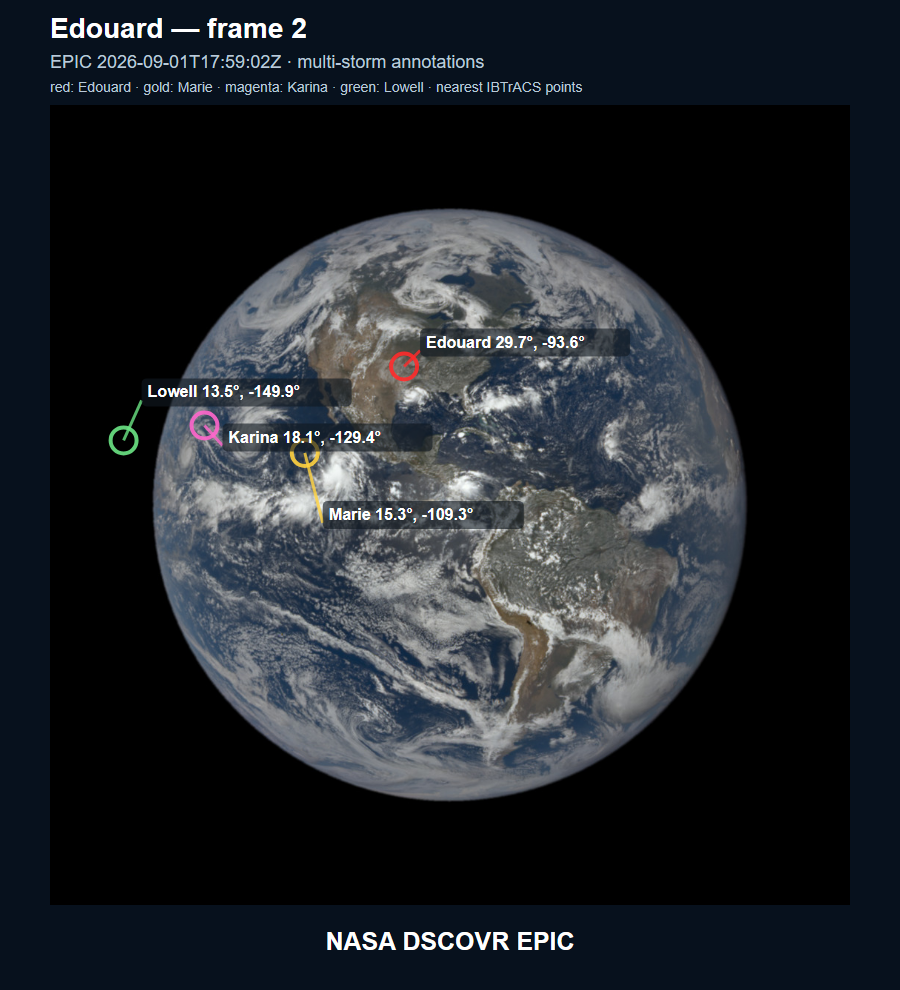 Edouard — frame 2
EPIC 2026-09-01T17:59:02Z · multi-storm annotations
red: Edouard · gold: Marie · magenta: Karina · green: Lowell · nearest IBTrACS points
Edouard 29.7°, -93.6°
Lowell 13.5°, -149.9°
Karina 18.1°, -129.4°
Marie 15.3°, -109.3°
NASA DSCOVR EPIC